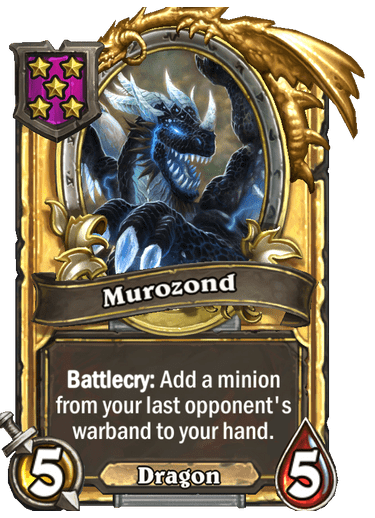 Murozond
Battlecry: Add a minion
from your last opponent's
warband to your hand.
5
Dragon
5